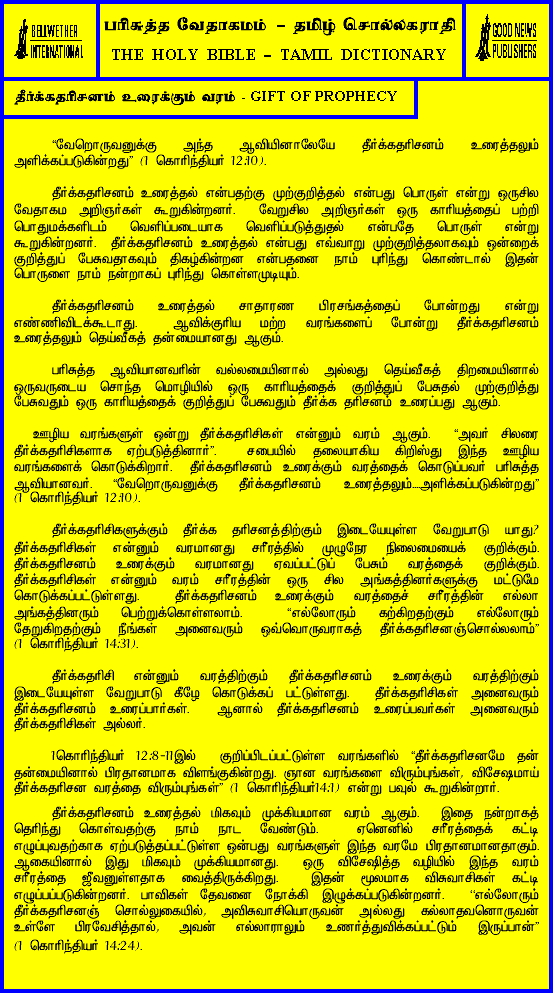 BELLWETHER
INTERNATIONAL
பரிசுத்த வேதாகமம் – தமிழ் சொல்லகராதி
THE HOLY BIBLE – TAMIL DICTIONARY
GOOD NEWS
PUBLISHERS
தீர்க்கதரிசனம் உரைக்கும் வரம் - GIFT OF PROPHECY
“வேறொருவனுக்கு அந்த ஆவியினாலேயே தீர்க்கதரிசனம் உரைத்தலும்
அளிக்கப்படுகின்றது” (1 கொரிந்தியர் 12:10).
தீர்க்கதரிசனம் உரைத்தல் என்பதற்கு முற்குறித்தல் என்பது பொருள் என்று ஒருசில
வேதாகம அறிஞர்கள் கூறுகின்றனர். வேறுசில அறிஞர்கள் ஒரு காரியத்தைப் பற்றி
பொதுமக்களிடம் வெளிப்படையாக வெளிப்படுத்துதல் என்பதே பொருள் என்று
கூறுகின்றனர். தீர்க்கதரிசனம் உரைத்தல் என்பது எவ்வாறு முற்குறித்தலாகவும் ஒன்றைக்
குறித்துப் பேசுவதாகவும் திகழ்கின்றன என்பதனை நாம் புரிந்து கொண்டால் இதன்
பொருளை நாம் நன்றாகப் புரிந்து கொள்ளமுடியும்.
தீர்க்கதரிசனம் உரைத்தல் சாதாரண பிரசங்கத்தைப் போன்றது என்று
எண்ணிவிடக்கூடாது. ஆவிக்குரிய மற்ற வரங்களைப் போன்று தீர்க்கதரிசனம்
உரைத்தலும் தெய்வீகத் தன்மையானது ஆகும்.
பரிசுத்த ஆவியானவரின் வல்லமையினால் அல்லது தெய்வீகத் திறமையினால்
ஒருவருடைய சொந்த மொழியில் ஒரு காரியத்தைக் குறித்துப் பேசுதல் முற்குறித்து
பேசுவதும் ஒரு காரியத்தைக் குறித்துப் பேசுவதும் தீர்க்க தரிசனம் உரைப்பது ஆகும்.
ஊழிய வரங்களுள் ஒன்று தீர்க்கதரிசிகள் என்னும் வரம் ஆகும். “அவர் சிலரை
தீர்க்கதரிசிகளாக ஏற்படுத்தினார்”. சபையில் தலையாகிய கிறிஸ்து இந்த ஊழிய
வரங்களைக் கொடுக்கிறார். தீர்க்கதரிசனம் உரைக்கும் வரத்தைக் கொடுப்பவர் பரிசுத்த
ஆவியானவர். “வேறொருவனுக்கு தீர்க்கதரிசனம் உரைத்தலும்....அளிக்கப்படுகின்றது”
(1 கொரிந்தியர் 12:10).
தீர்க்கதரிசிகளுக்கும் தீர்க்க தரிசனத்திற்கும் இடையேயுள்ள வேறுபாடு யாது?
தீர்க்கதரிசிகள் என்னும் வரமானது சரீரத்தில் முழுநேர நிலைமையைக் குறிக்கும்.
தீர்க்கதரிசனம் உரைக்கும் வரமானது ஏவப்பட்டுப் பேசும் வரத்தைக் குறிக்கும்.
தீர்க்கதரிசிகள் என்னும் வரம் சரீரத்தின் ஒரு சில அங்கத்தினர்களுக்கு மட்டுமே
கொடுக்கப்பட்டுள்ளது. தீர்க்கதரிசனம் உரைக்கும் வரத்தைச் சரீரத்தின் எல்லா
அங்கத்தினரும் பெற்றுக்கொள்ளலாம். “எல்லோரும் கற்கிறதற்கும் எல்லோரும்
தேறுகிறதற்கும் நீங்கள் அனைவரும் ஒவ்வொருவராகத் தீர்க்கதரிசனஞ்சொல்லலாம்”
(1 கொரிந்தியர் 14:31).
தீர்க்கதரிசி என்னும் வரத்திற்கும் தீர்க்கதரிசனம் உரைக்கும் வரத்திற்கும்
இடையேயுள்ள வேறுபாடு கீழே கொடுக்கப் பட்டுள்ளது. தீர்க்கதரிசிகள் அனைவரும்
தீர்க்கதரிசனம் உரைப்பார்கள். ஆனால் தீர்க்கதரிசனம் உரைப்பவர்கள் அனைவரும்
தீர்க்கதரிசிகள் அல்லர்.
1கொரிந்தியர் 12:8-11இல் குறிப்பிடப்பட்டுள்ள வரங்களில் “தீர்க்கதரிசனமே தன்
தன்மையினால் பிரதானமாக விளங்குகின்றது. ஞான வரங்களை விரும்புங்கள், விசேஷமாய்
தீர்க்கதரிசன வரத்தை விரும்புங்கள்” (1 கொரிந்தியர்14:1) என்று பவுல் கூறுகின்றார்.
தீர்க்கதரிசனம் உரைத்தல் மிகவும் முக்கியமான வரம் ஆகும். இதை நன்றாகத்
தெரிந்து கொள்வதற்கு நாம் நாட வேண்டும். ஏனெனில் சரீரத்தைக் கட்டி
எழுப்புவதற்காக ஏற்படுத்தப்பட்டுள்ள ஒன்பது வரங்களுள் இந்த வரமே பிரதானமானதாகும்.
ஆகையினால் இது மிகவும் முக்கியமானது. ஒரு விசேஷித்த வழியில் இந்த வரம்
சரீரத்தை ஜீவனுள்ளதாக வைத்திருக்கிறது. இதன் மூலமாக விசுவாசிகள் கட்டி
எழுப்பப்படுகின்றனர். பாவிகள் தேவனை நோக்கி இழுக்கப்படுகின்றனர். “எல்லோரும்
தீர்க்கதரிசனஞ் சொல்லுகையில், அவிசுவாசியொருவன் அல்லது கல்லாதவனொருவன்
உள்ளே பிரவேசித்தால், அவன் எல்லாராலும் உணர்த்துவிக்கப்பட்டும் இருப்பான்”
(1 கொரிந்தியர் 14:24).